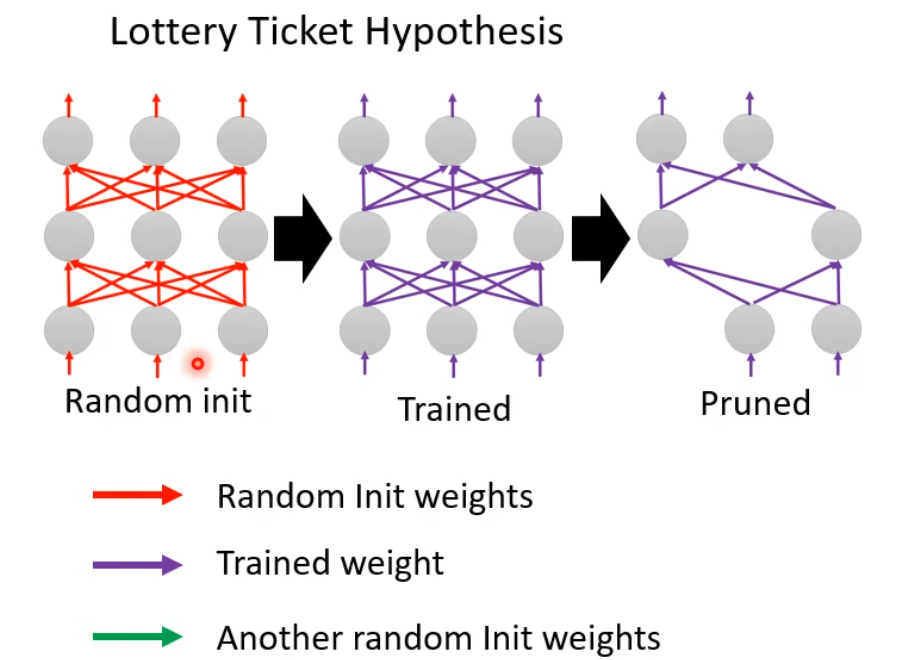 Lottery Ticket Hypothesis
Random init
Trained
Pruned
Random Init weights
Trained weight
Another random Init weights